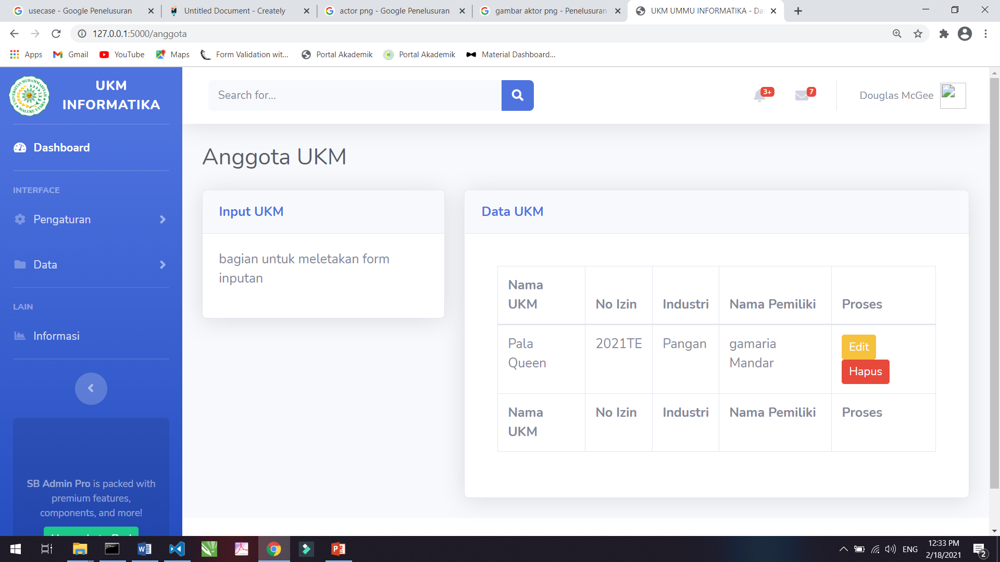 usecase - Google Penelusuran
Untitled Document - Creately
actor png - Google Penelusuran
gambar aktor png - Penelusuran
UKM UMMU INFORMATIKA - Da
127.0.0.1:5000/anggota
Apps
Gmail
YouTube
Maps
Form Validation wit...
Portal Akademik
Portal Akademik
Material Dashboard...
UKM
INFORMATIKA
Search for...
3+
7
Douglas McGee
Dashboard
INTERFACE
Pengaturan
Data
LAIN
Informasi
SB Admin Pro is packed with
premium features,
components, and more!
Anggota UKM
Input UKM
bagian untuk meletakan form
inputan
Data UKM
Nama
UKM
No Izin
Industri
Nama Pemiliki
Proses
Pala
Queen
2021TE
Pangan
gamaria
Mandar
Edit
Hapus
Nama
UKM
No Izin
Industri
Nama Pemiliki
Proses
ENG
12:33 PM
2/18/2021
2